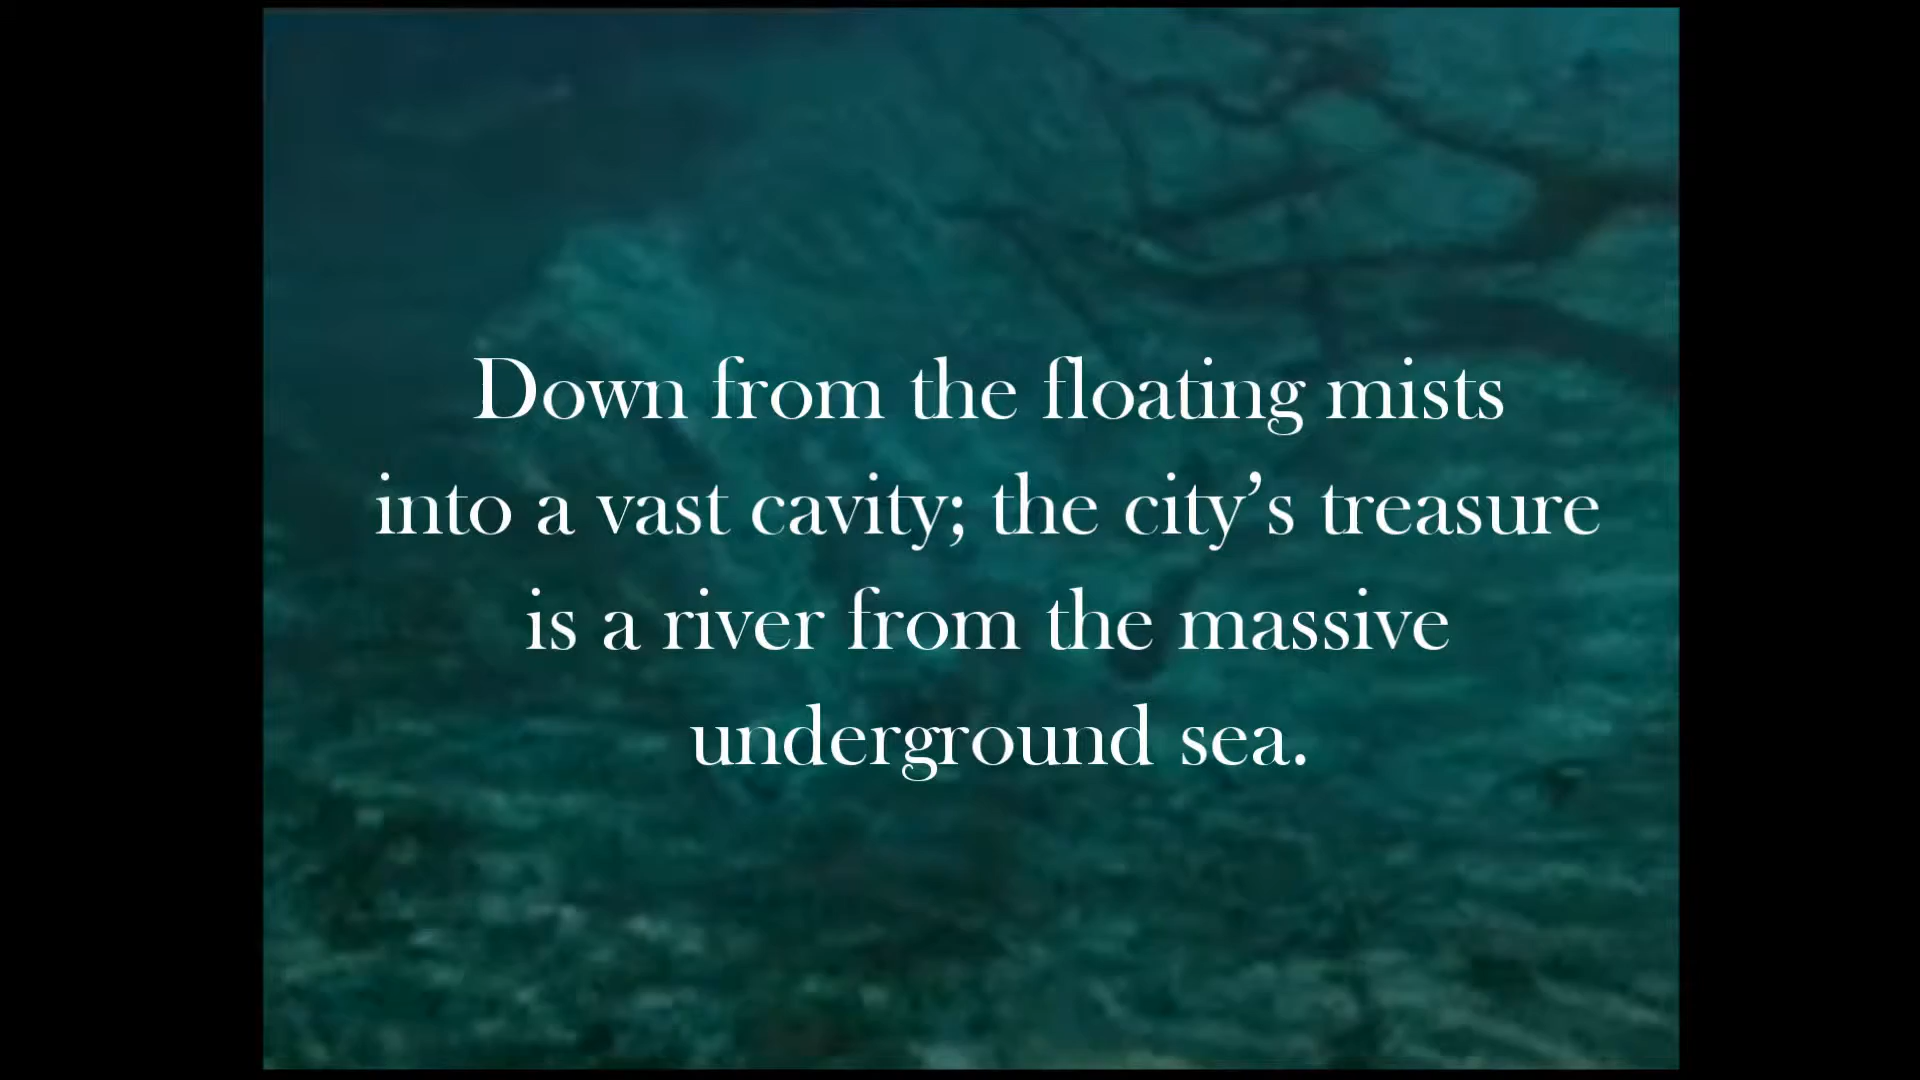 Down from the floating mists
into a vast cavity; the city’s treasure
is a river from the massive
underground sea.